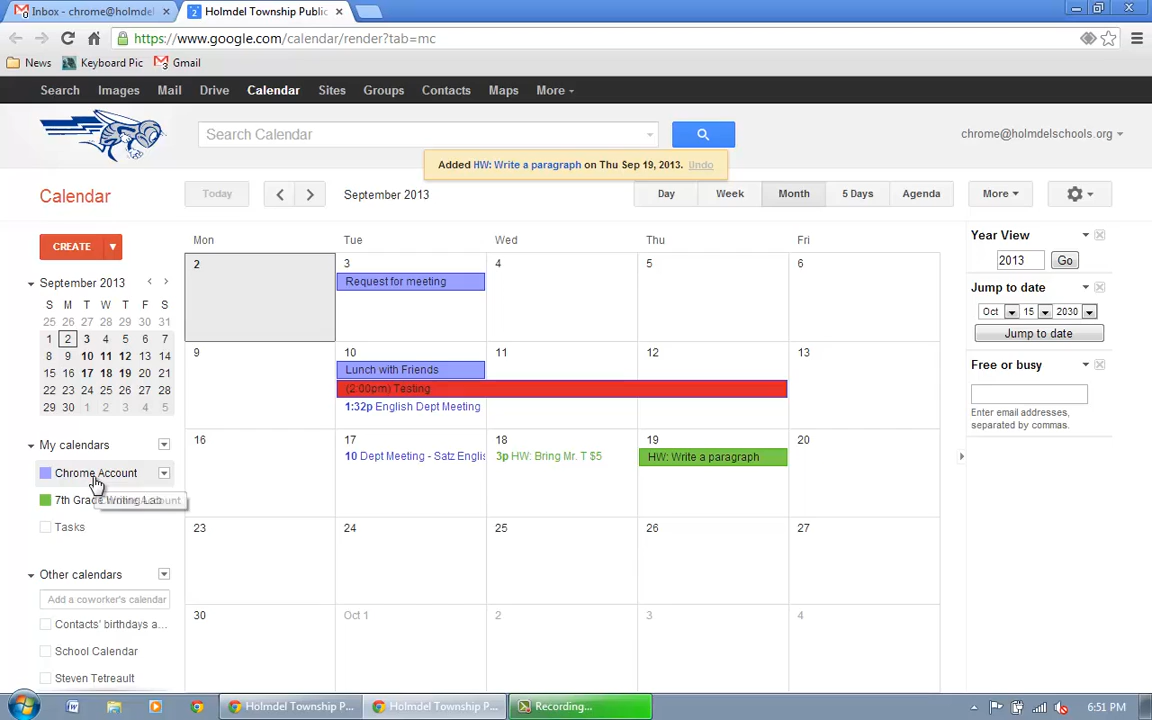 Inbox - chrome@holmdel
Holmdel Township Public
https://www.google.com/calendar/render?tab=mc
News Keyboard Pic Gmail
Search Images Mail Drive Calendar Sites Groups Contacts Maps More
Search Calendar
chrome@holmdelschools.org
Added HW: Write a paragraph on Thu Sep 19, 2013. Undo
Calendar
Today
September 2013
Day Week Month 5 Days Agenda
More
CREATE
September 2013
S M T W T F S
25 26 27 28 29 30 31
1 2 3 4 5 6 7
8 9 10 11 12 13 14
15 16 17 18 19 20 21
22 23 24 25 26 27 28
29 30 1 2 3 4 5
My calendars
Chrome Account
7th Grade Writing Lab
Tasks
Other calendars
Add a coworker's calendar
Contacts' birthdays a...
School Calendar
Steven Tetreault
Mon Tue Wed Thu Fri
2 3 4 5 6
Request for meeting
9 10 11 12 13
Lunch with Friends
(2:00pm) Testing
1:32p English Dept Meeting
16 17 18 19 20
10 Dept Meeting - Satz Englis
3p HW: Bring Mr. T $5
HW: Write a paragraph
23 24 25 26 27
30 Oct 1 2 3 4
Year View
2013 Go
Jump to date
Oct 15 2030
Jump to date
Free or busy
Enter email addresses,
separated by commas.
Holmdel Township P...
Holmdel Township P...
Recording...
6:51 PM